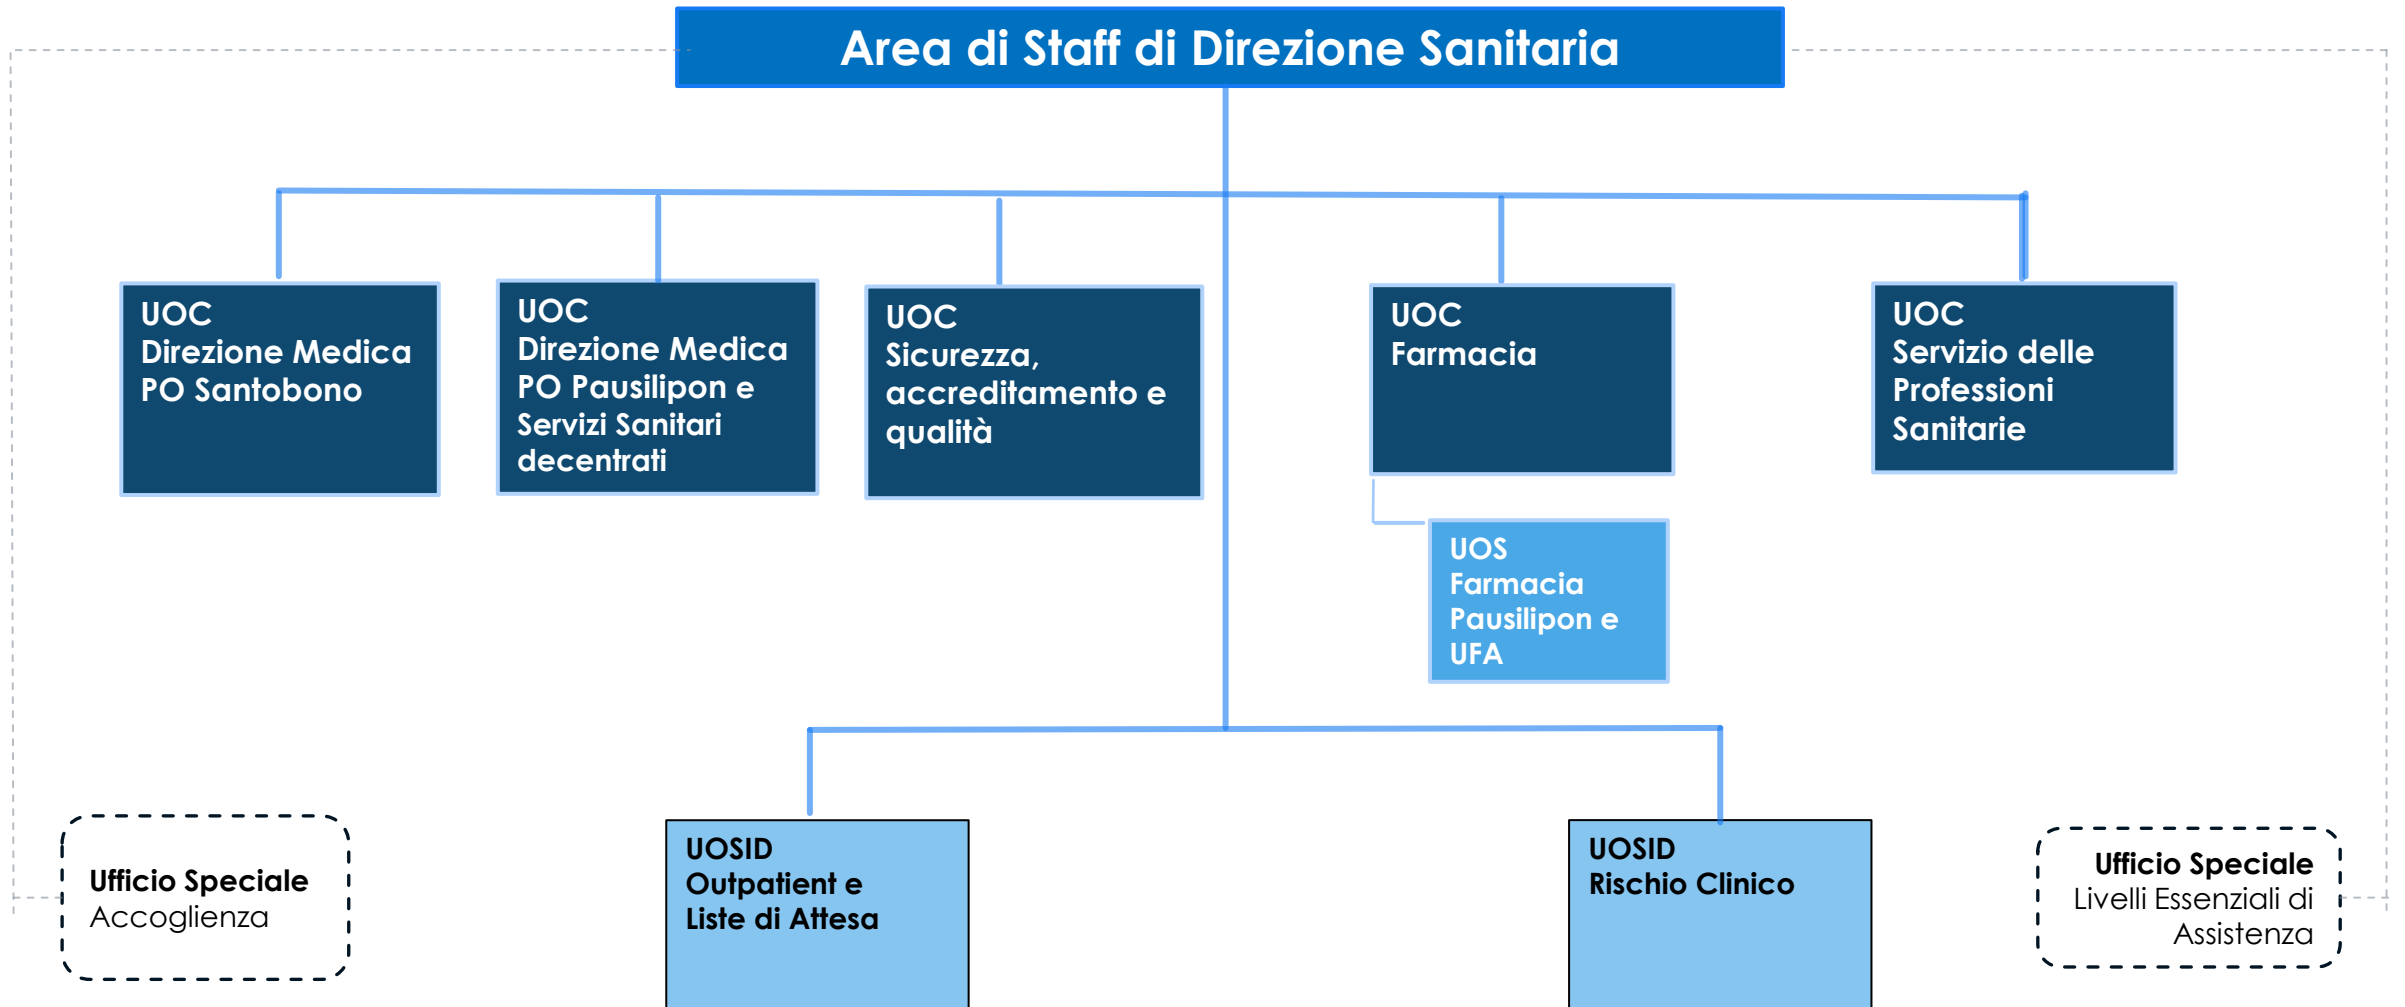 Area di Staff di Direzione Sanitaria
UOC
Direzione Medica
PO Santobono
UOC
Direzione Medica
PO Pausilipon e
Servizi Sanitari
decentrati
UOC
Sicurezza,
accreditamento e
qualità
UOC
Farmacia
UOC
Servizio delle
Professioni
Sanitarie
UOS
Farmacia
Pausilipon e
UFA
Ufficio Speciale
Accoglienza
UOSID
Outpatient e
Liste di Attesa
UOSID
Rischio Clinico
Ufficio Speciale
Livelli Essenziali di
Assistenza